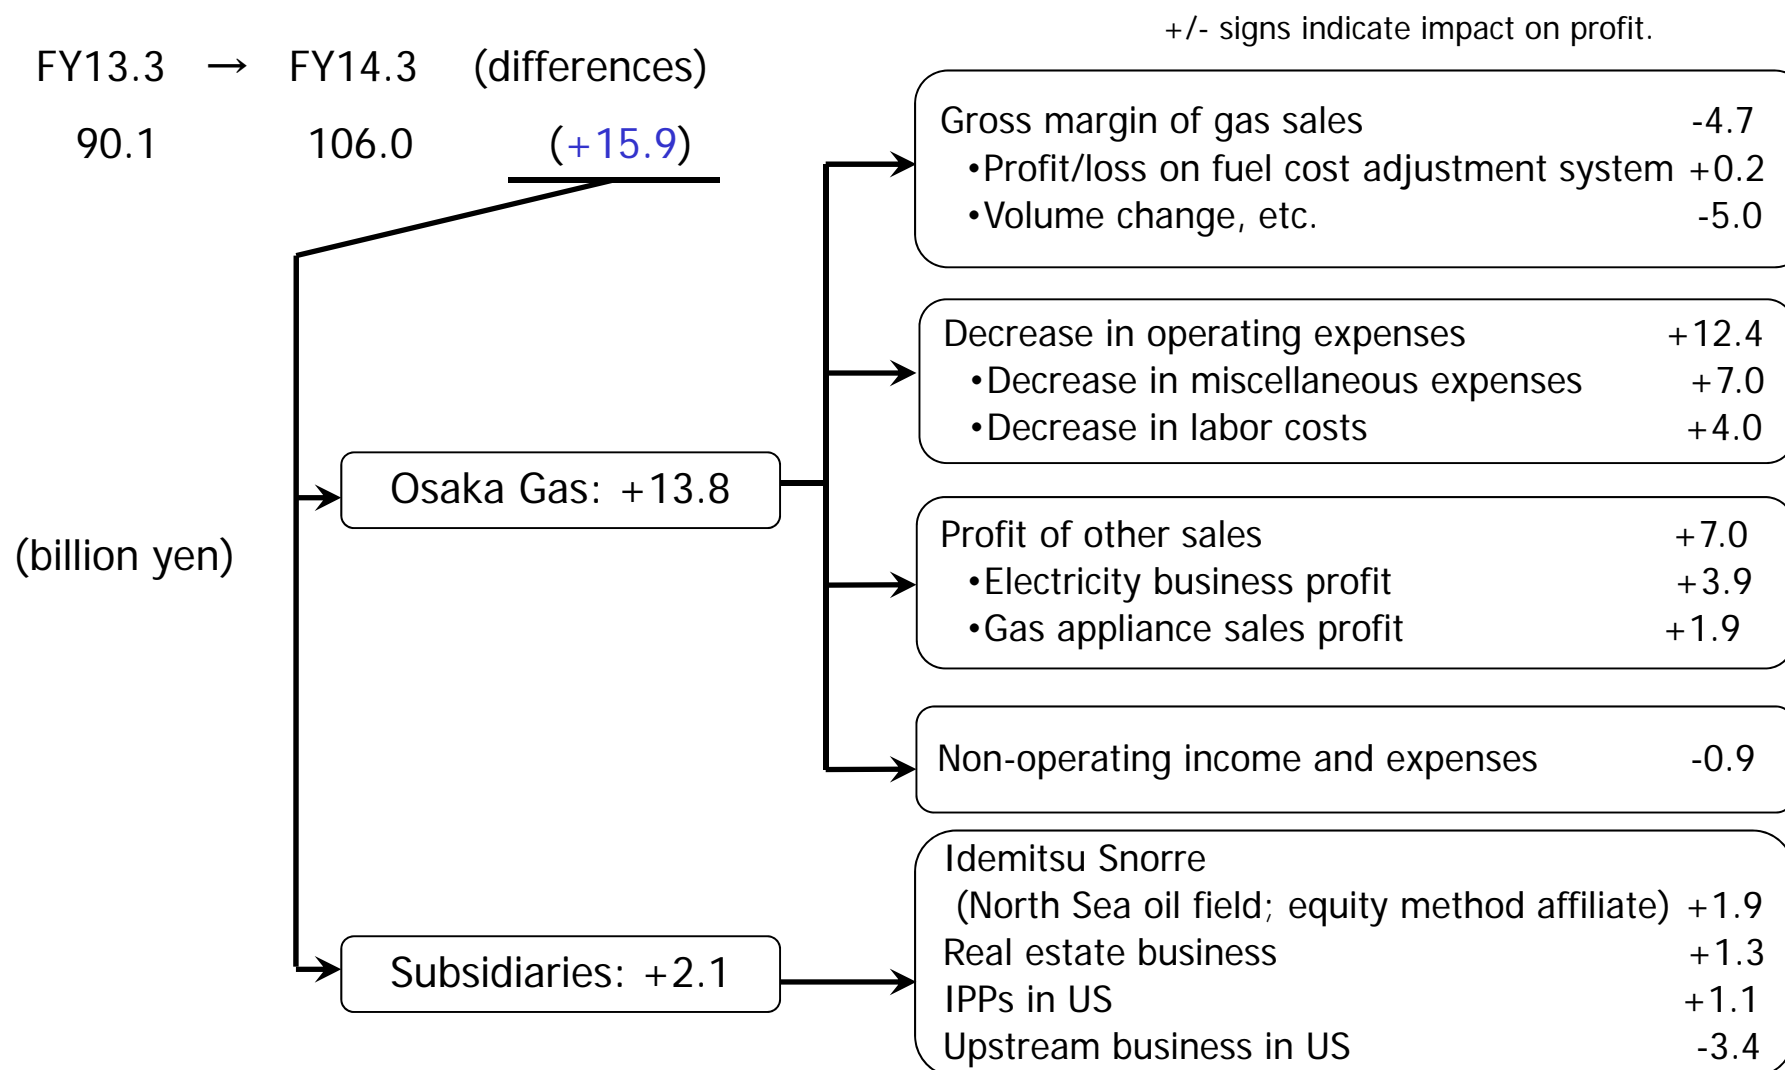 +/- signs indicate impact on profit.
FY13.3 → FY14.3 (differences)
90.1 106.0 (+15.9)
(billion yen)
Osaka Gas: +13.8
Gross margin of gas sales -4.7
•Profit/loss on fuel cost adjustment system +0.2
•Volume change, etc. -5.0
Decrease in operating expenses +12.4
•Decrease in miscellaneous expenses +7.0
•Decrease in labor costs +4.0
Profit of other sales +7.0
•Electricity business profit +3.9
•Gas appliance sales profit +1.9
Non-operating income and expenses -0.9
Subsidiaries: +2.1
Idemitsu Snorre
(North Sea oil field; equity method affiliate) +1.9
Real estate business +1.3
IPPs in US +1.1
Upstream business in US -3.4